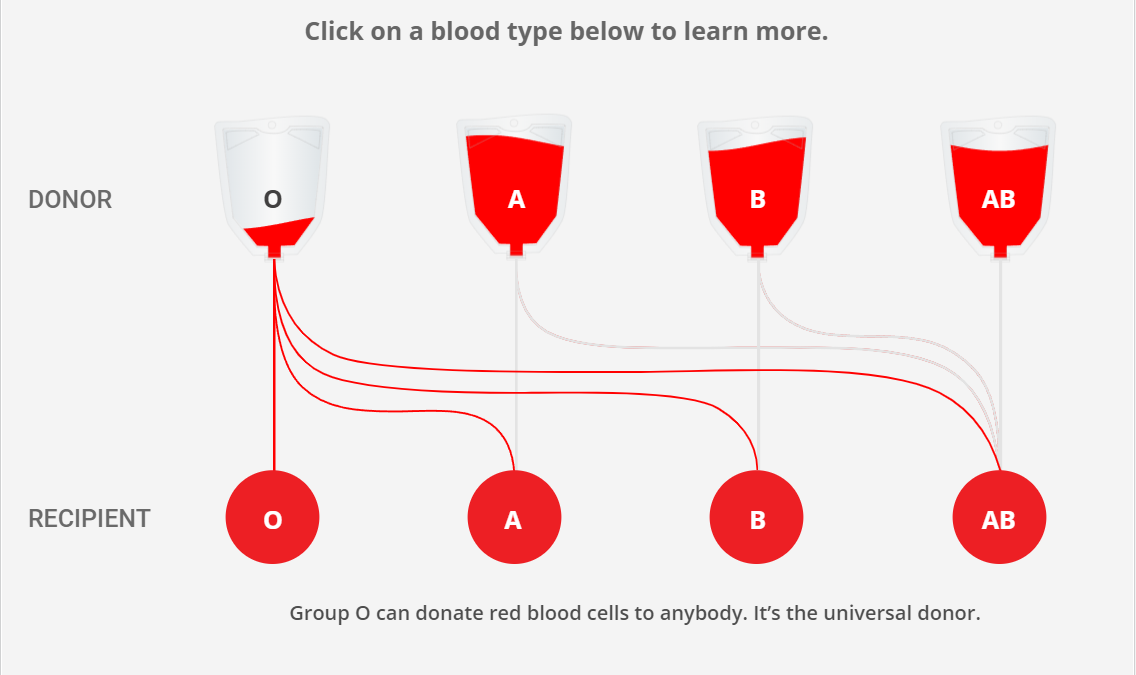 Click on a blood type below to learn more.
DONOR
O
A
B
AB
RECIPIENT
O
A
B
AB
Group O can donate red blood cells to anybody. It’s the universal donor.